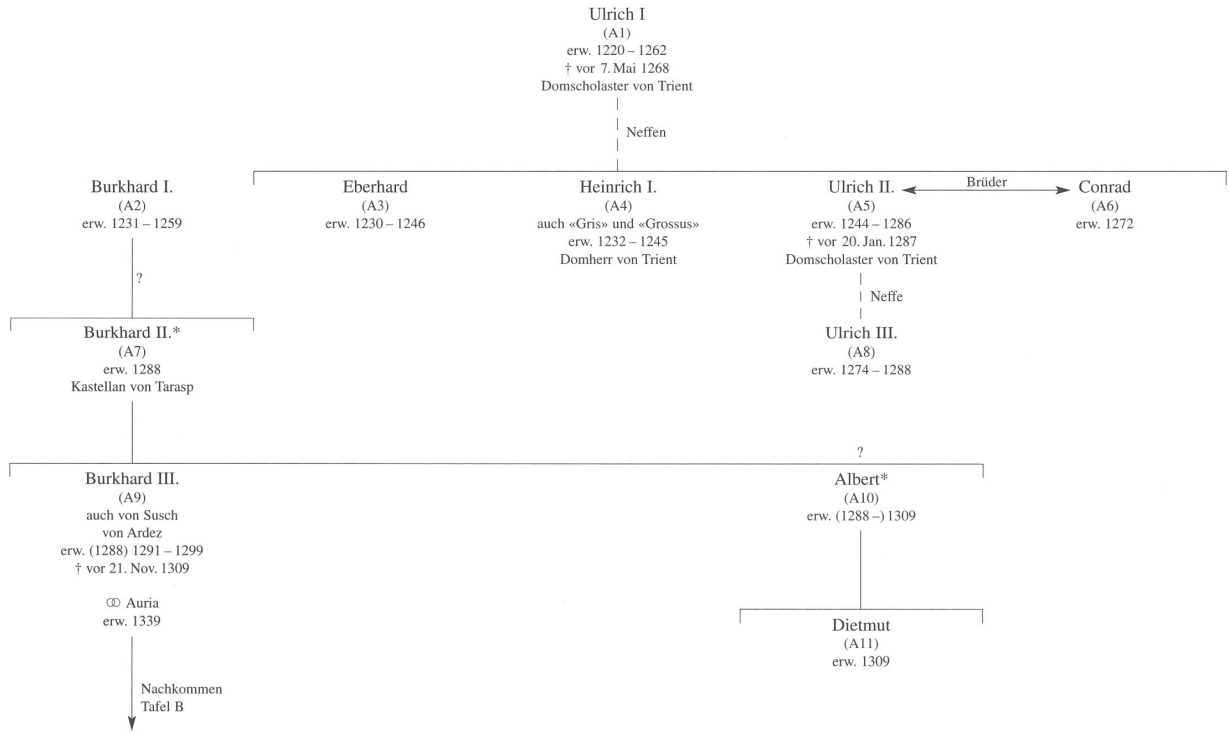 Ulrich I
(A1)
erw. 1220 – 1262
† vor 7. Mai 1268
Domscholaster von Trient
Neffen
Burkhard I.
(A2)
erw. 1231 – 1259
Eberhard
(A3)
erw. 1230 – 1246
Heinrich I.
(A4)
auch «Gris» und «Grossus»
erw. 1232 – 1245
Domherr von Trient
Ulrich II.
(A5)
erw. 1244 – 1286
† vor 20. Jan. 1287
Domscholaster von Trient
Brüder
Conrad
(A6)
erw. 1272
?
Neffe
Burkhard II.*
(A7)
erw. 1288
Kastellan von Tarasp
Ulrich III.
(A8)
erw. 1274 – 1288
?
Burkhard III.
(A9)
auch von Susch
von Ardez
erw. (1288) 1291 – 1299
† vor 21. Nov. 1309
Albert*
(A10)
erw. (1288 –) 1309
⚭ Auria
erw. 1339
Dietmut
(A11)
erw. 1309
Nachkommen
Tafel B